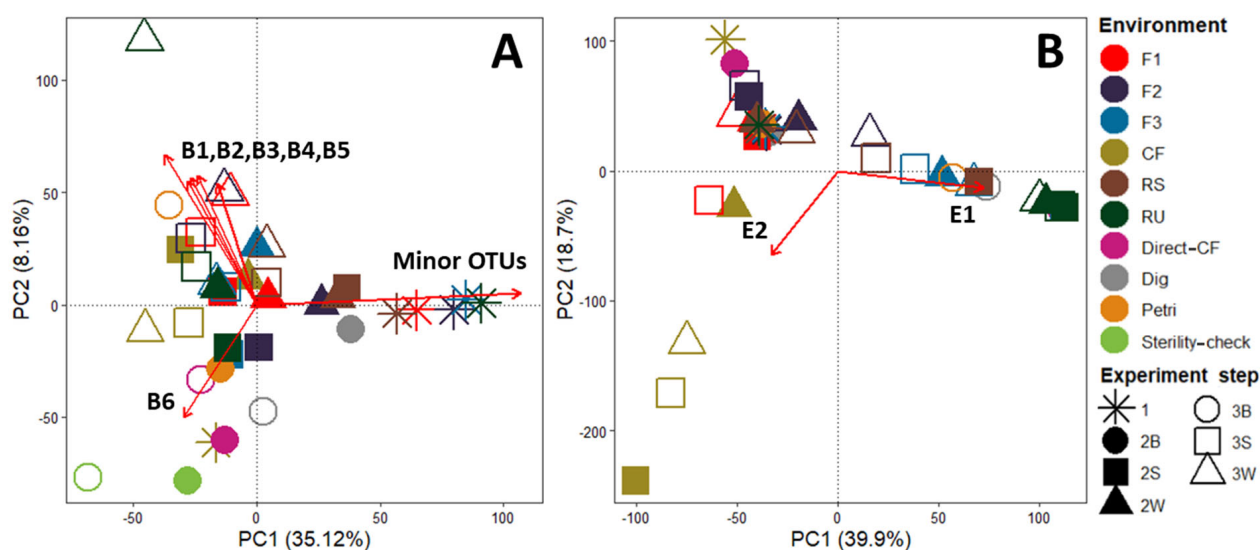 A
100
50
0
-50
-50
0
50
100
PC1 (35.12%)
PC2 (8.16%)
B1,B2,B3,B4,B5
Minor OTUs
B6
B
100
0
-100
-200
-100
-50
0
50
100
PC1 (39.9%)
PC2 (18.7%)
E2
E1
Environment
F1
F2
F3
CF
RS
RU
Direct-CF
Dig
Petri
Sterility-check
Experiment step
1
3B
2B
3S
2S
3W
2W